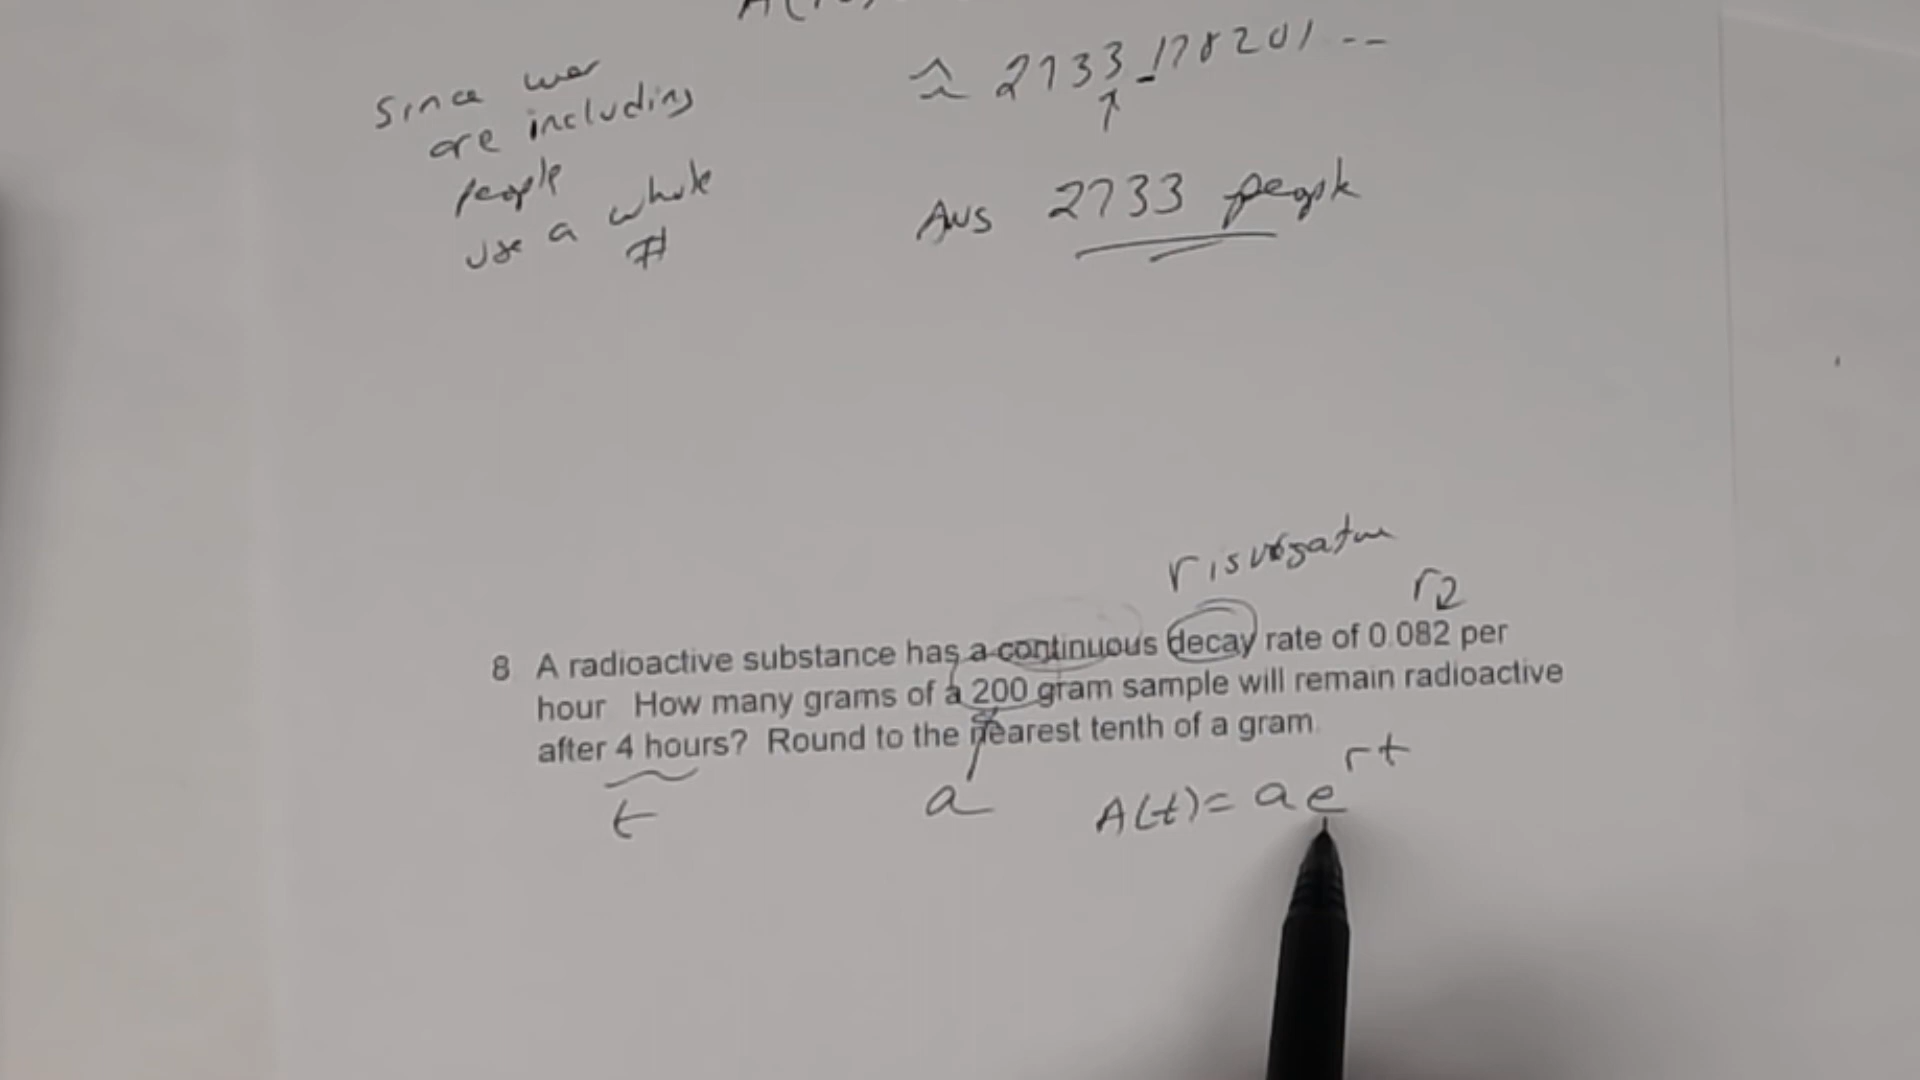 Since we
are including
people
use a whole
#
≈ 2733.178201--
↑
Ans 2733 people
r is negative
r
8 A radioactive substance has a continuous decay rate of 0.082 per
hour How many grams of a 200 gram sample will remain radioactive
after 4 hours? Round to the nearest tenth of a gram.
t
a
A(t) = ae^rt